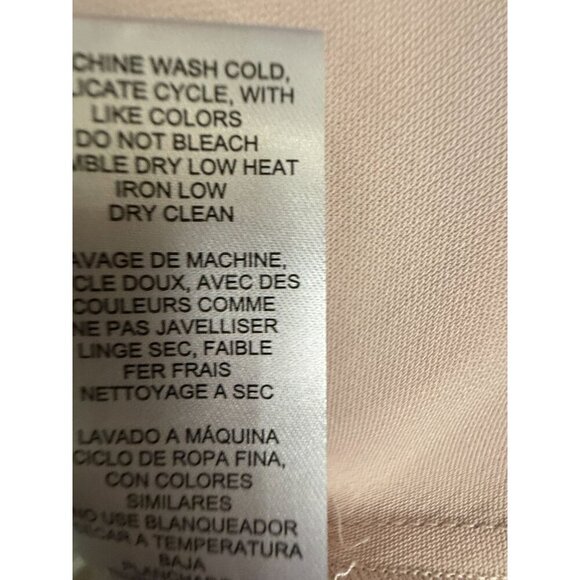 CHINE WASH COLD,
LICATE CYCLE, WITH
LIKE COLORS
DO NOT BLEACH
MBLE DRY LOW HEAT
IRON LOW
DRY CLEAN
AVAGE DE MACHINE,
CLE DOUX, AVEC DES
COULEURS COMME
NE PAS JAVELLISER
LINGE SEC, FAIBLE
FER FRAIS
NETTOYAGE A SEC
LAVADO A MÁQUINA
CICLO DE ROPA FINA,
CON COLORES
SIMILARES
NO USE BLANQUEADOR
CAR A TEMPERATURA
BAJA